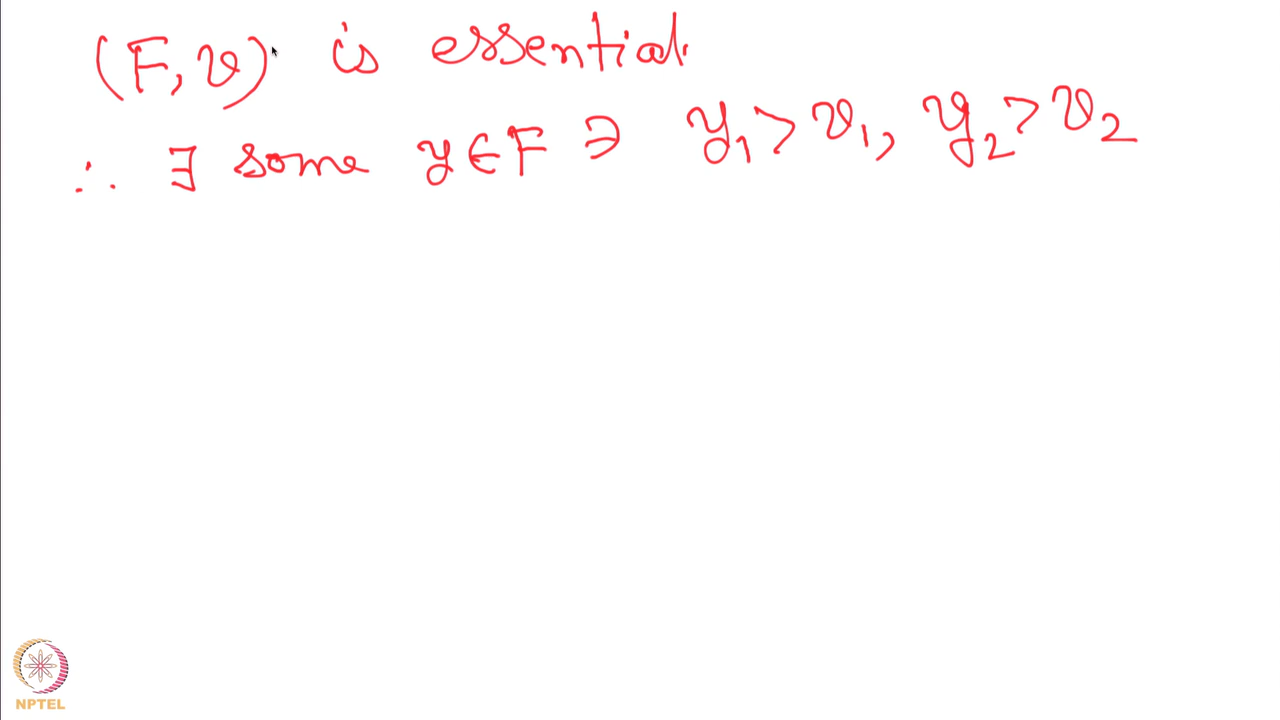 (F, v) is essential.
∴ ∃ some y ∈ F ∋ y₁ > v₁, y₂ > v₂
NPTEL